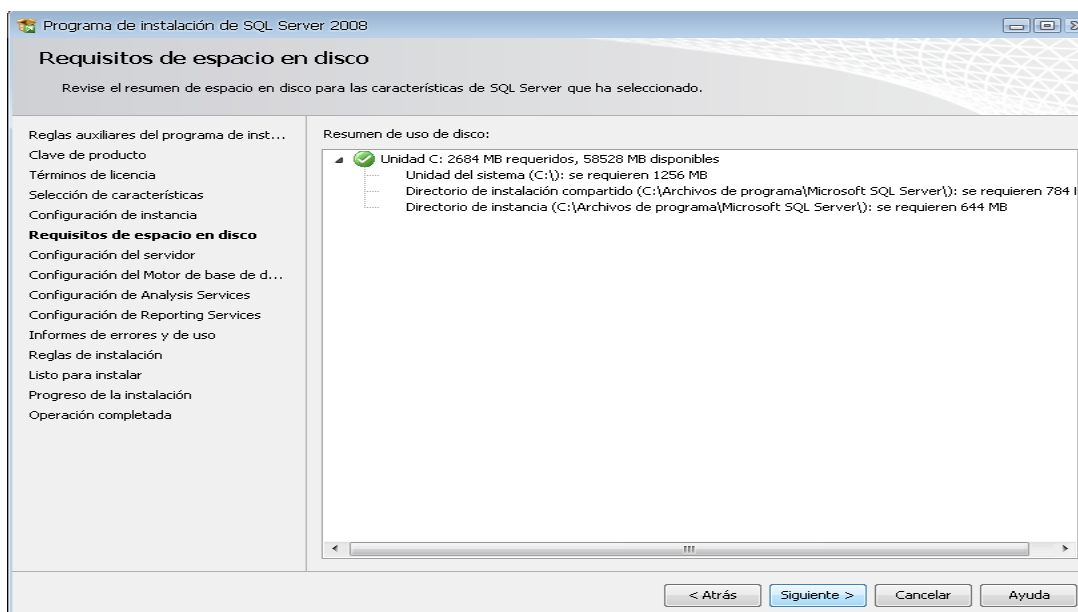 Programa de instalación de SQL Server 2008
Requisitos de espacio en disco
Revise el resumen de espacio en disco para las características de SQL Server que ha seleccionado.
Reglas auxiliares del programa de inst...
Clave de producto
Términos de licencia
Selección de características
Configuración de instancia
Requisitos de espacio en disco
Configuración del servidor
Configuración del Motor de base de d...
Configuración de Analysis Services
Configuración de Reporting Services
Informes de errores y de uso
Reglas de instalación
Listo para instalar
Progreso de la instalación
Operación completada
Resumen de uso de disco:
Unidad C: 2684 MB requeridos, 58528 MB disponibles
Unidad del sistema (C:\): se requieren 1256 MB
Directorio de instalación compartido (C:\Archivos de programa\Microsoft SQL Server\): se requieren 784
Directorio de instancia (C:\Archivos de programa\Microsoft SQL Server\): se requieren 644 MB
< Atrás
Siguiente >
Cancelar
Ayuda